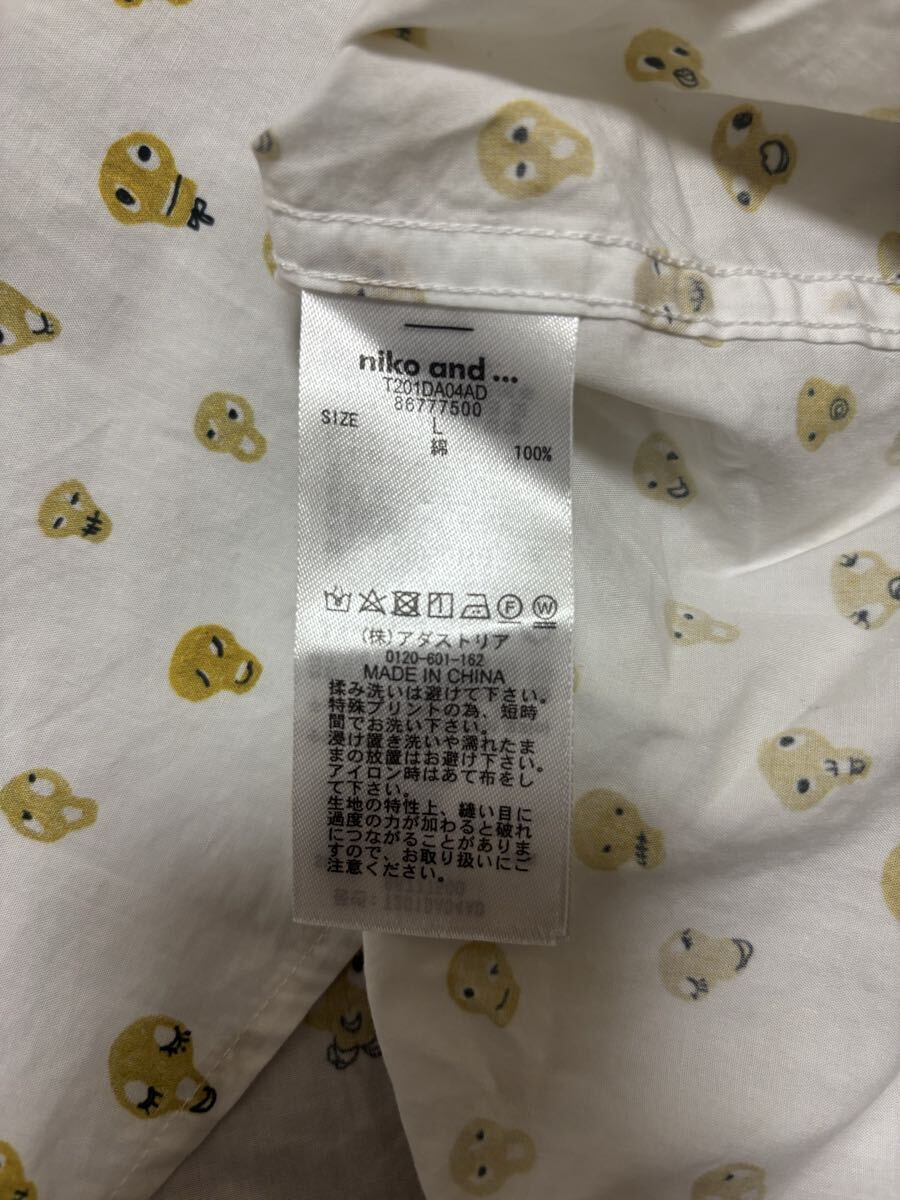 niko and ...
T201DA04AD
86777500
SIZE L
綿 100%
(株)アダストリア
0120-601-162
MADE IN CHINA
揉み洗いは避けて下さい。
特殊プリントの為、短時
間でお洗い下さい。
浸け置き洗いや濡れたま
まの放置はお避け下さい。
アイロン時はあて布をし
て下さい。
生地の特性上、縫い目に
過度の力が加わると破れ
につながることがありま
すので、お取り扱いにご
注意ください。